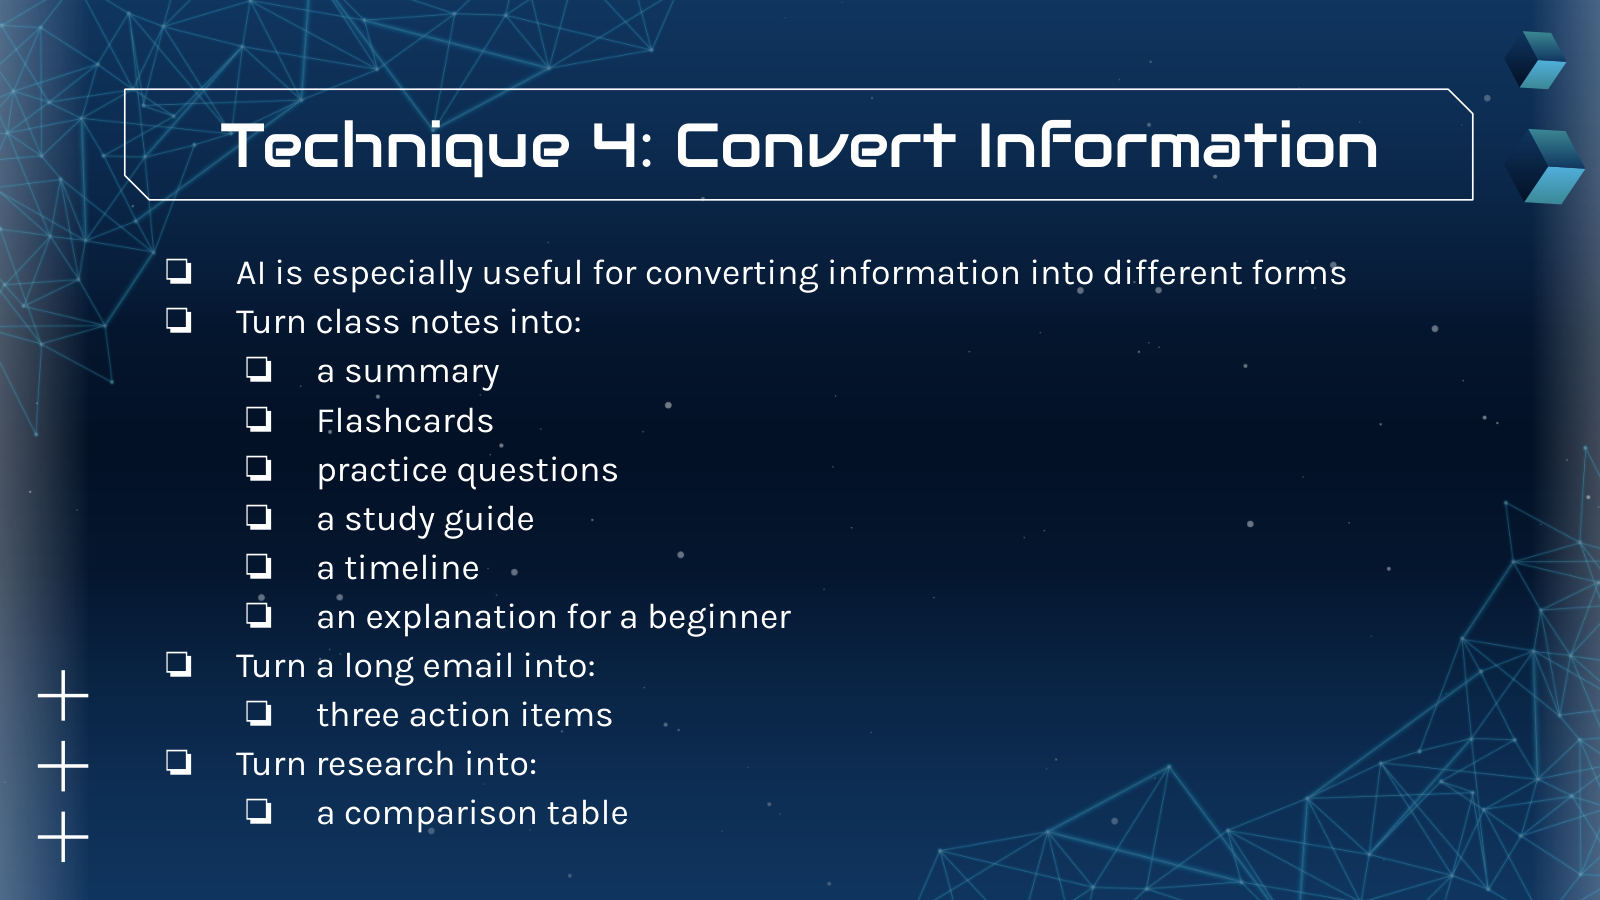 Technique 4: Convert Information
❏ AI is especially useful for converting information into different forms
❏ Turn class notes into:
❏ a summary
❏ Flashcards
❏ practice questions
❏ a study guide
❏ a timeline
❏ an explanation for a beginner
❏ Turn a long email into:
❏ three action items
❏ Turn research into:
❏ a comparison table